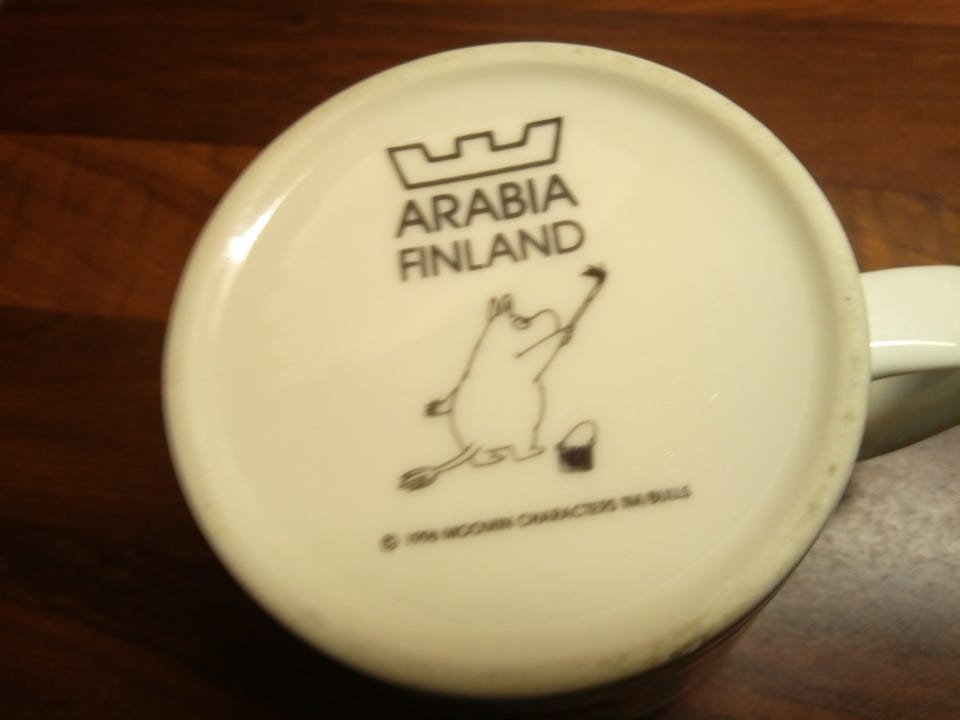 ARABIA
FINLAND
© 1996 MOOMIN CHARACTERS TM/BULLS